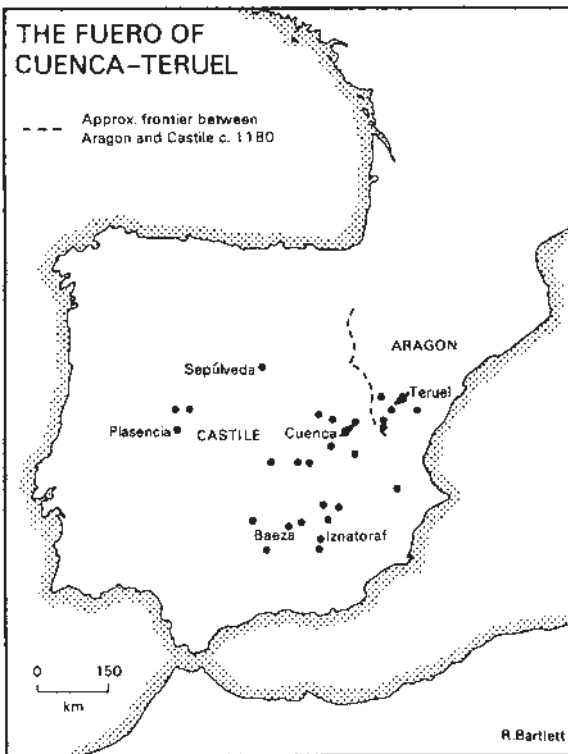 THE FUERO OF
CUENCA–TERUEL
Approx. frontier between
Aragon and Castile c. 1180
ARAGON
Sepúlveda
Teruel
Plasencia
CASTILE
Cuenca
Baeza
Iznatoraf
0 150
km
R.Bartlett